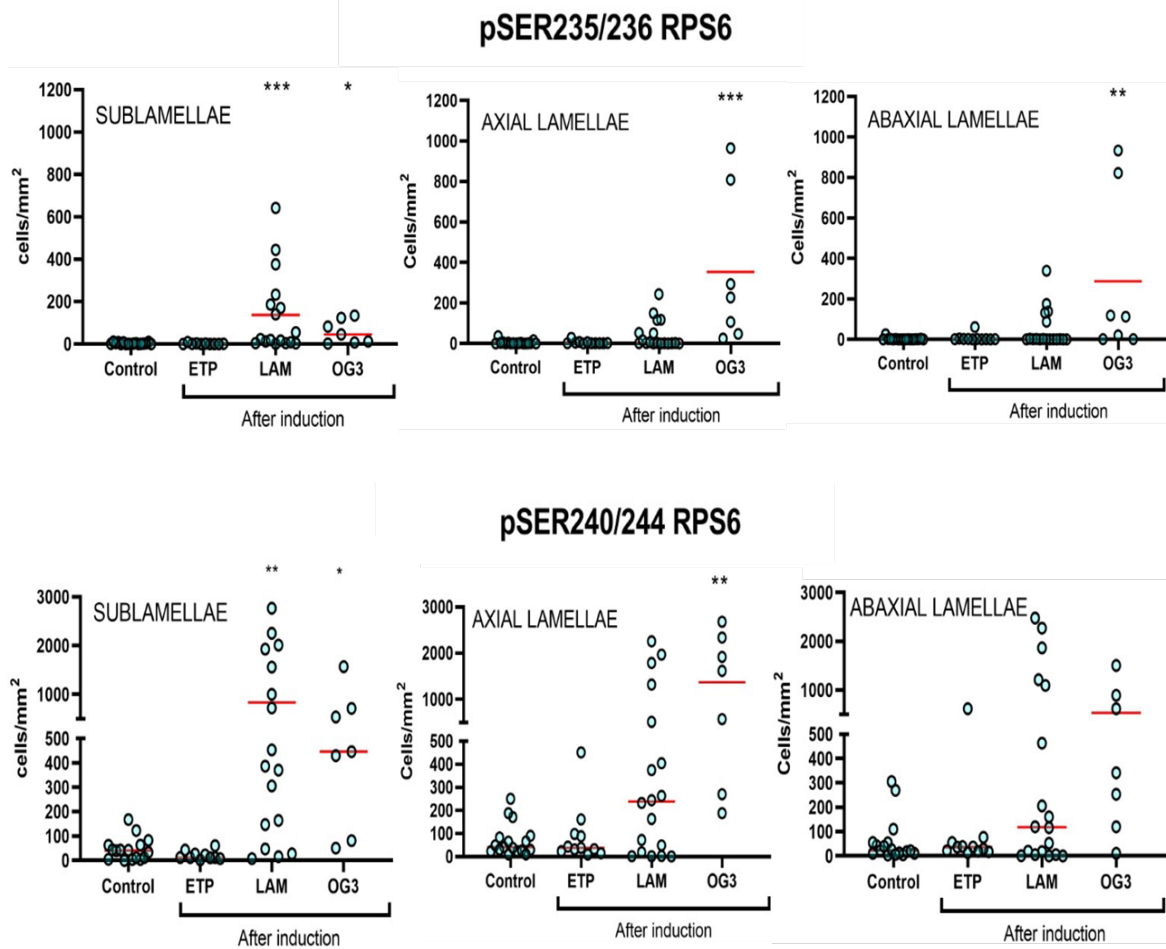 pSER235/236 RPS6
*** *
SUBLAMELLAE
1200
1000
800
600
400
200
0
cells/mm²
Control ETP LAM OG3
After induction
***
AXIAL LAMELLAE
1200
1000
800
600
400
200
0
Cells/mm²
Control ETP LAM OG3
After induction
**
ABAXIAL LAMELLAE
1200
1000
800
600
400
200
0
Cells/mm²
Control ETP LAM OG3
After induction
pSER240/244 RPS6
** *
SUBLAMELLAE
3000
2000
1000
500
400
300
200
100
0
cells/mm²
Control ETP LAM OG3
After induction
**
AXIAL LAMELLAE
3000
2000
1000
500
400
300
200
100
0
Cells/mm²
Control ETP LAM OG3
After induction
ABAXIAL LAMELLAE
3000
2000
1000
500
400
300
200
100
0
Cells/mm²
Control ETP LAM OG3
After induction